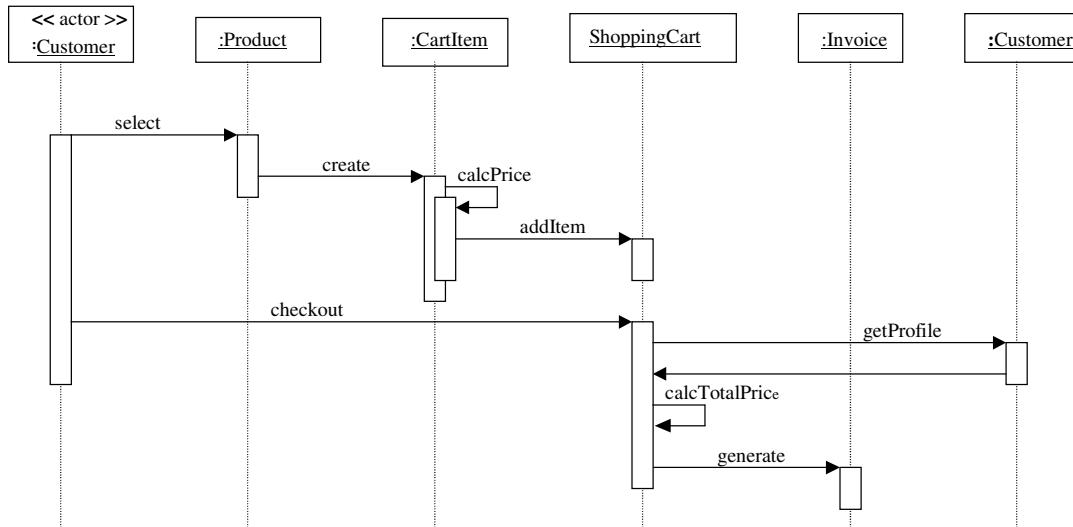 << actor >>
:Customer
:Product
:CartItem
ShoppingCart
:Invoice
:Customer
select
create
calcPrice
addItem
checkout
getProfile
calcTotalPrice
generate